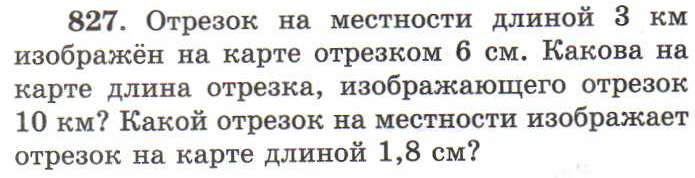 827. Отрезок на местности длиной 3 км
изображён на карте отрезком 6 см. Какова на
карте длина отрезка, изображающего отрезок
10 км? Какой отрезок на местности изображает
отрезок на карте длиной 1,8 см?